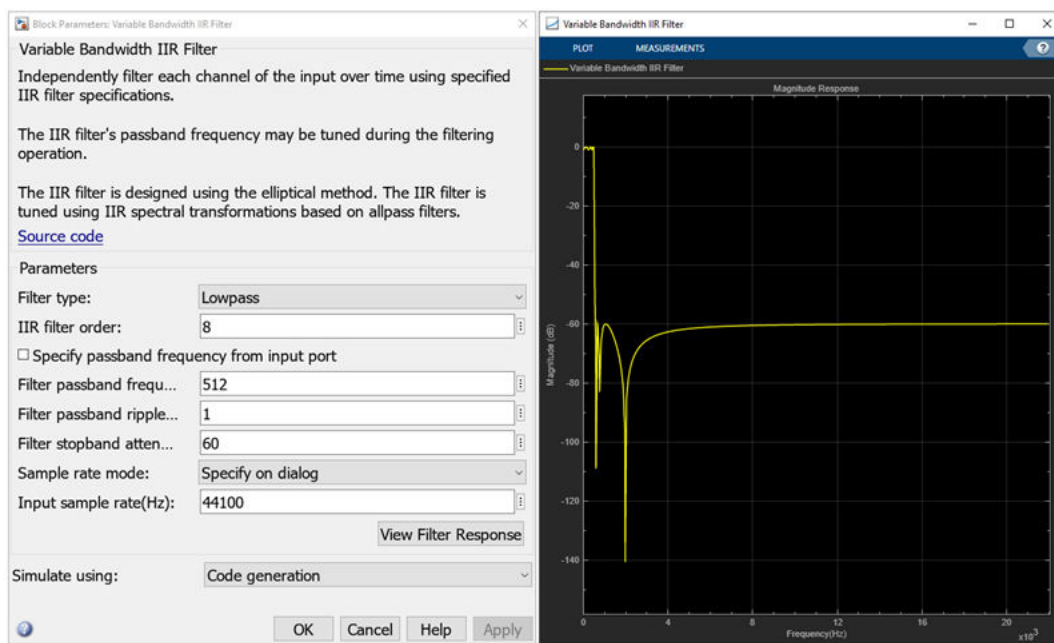 Block Parameters: Variable Bandwidth IIR Filter
Variable Bandwidth IIR Filter
Independently filter each channel of the input over time using specified
IIR filter specifications.
The IIR filter's passband frequency may be tuned during the filtering
operation.
The IIR filter is designed using the elliptical method. The IIR filter is
tuned using IIR spectral transformations based on allpass filters.
Source code
Parameters
Filter type: Lowpass
IIR filter order: 8
Specify passband frequency from input port
Filter passband frequ... 512
Filter passband ripple... 1
Filter stopband atten... 60
Sample rate mode: Specify on dialog
Input sample rate(Hz): 44100
View Filter Response
Simulate using: Code generation
OK Cancel Help Apply
Variable Bandwidth IIR Filter
PLOT MEASUREMENTS ?
Variable Bandwidth IIR Filter
Magnitude Response
Magnitude (dB)
0
-20
-40
-60
-80
-100
-120
-140
0 4 8 12 16 20
Frequency(Hz) x10^3